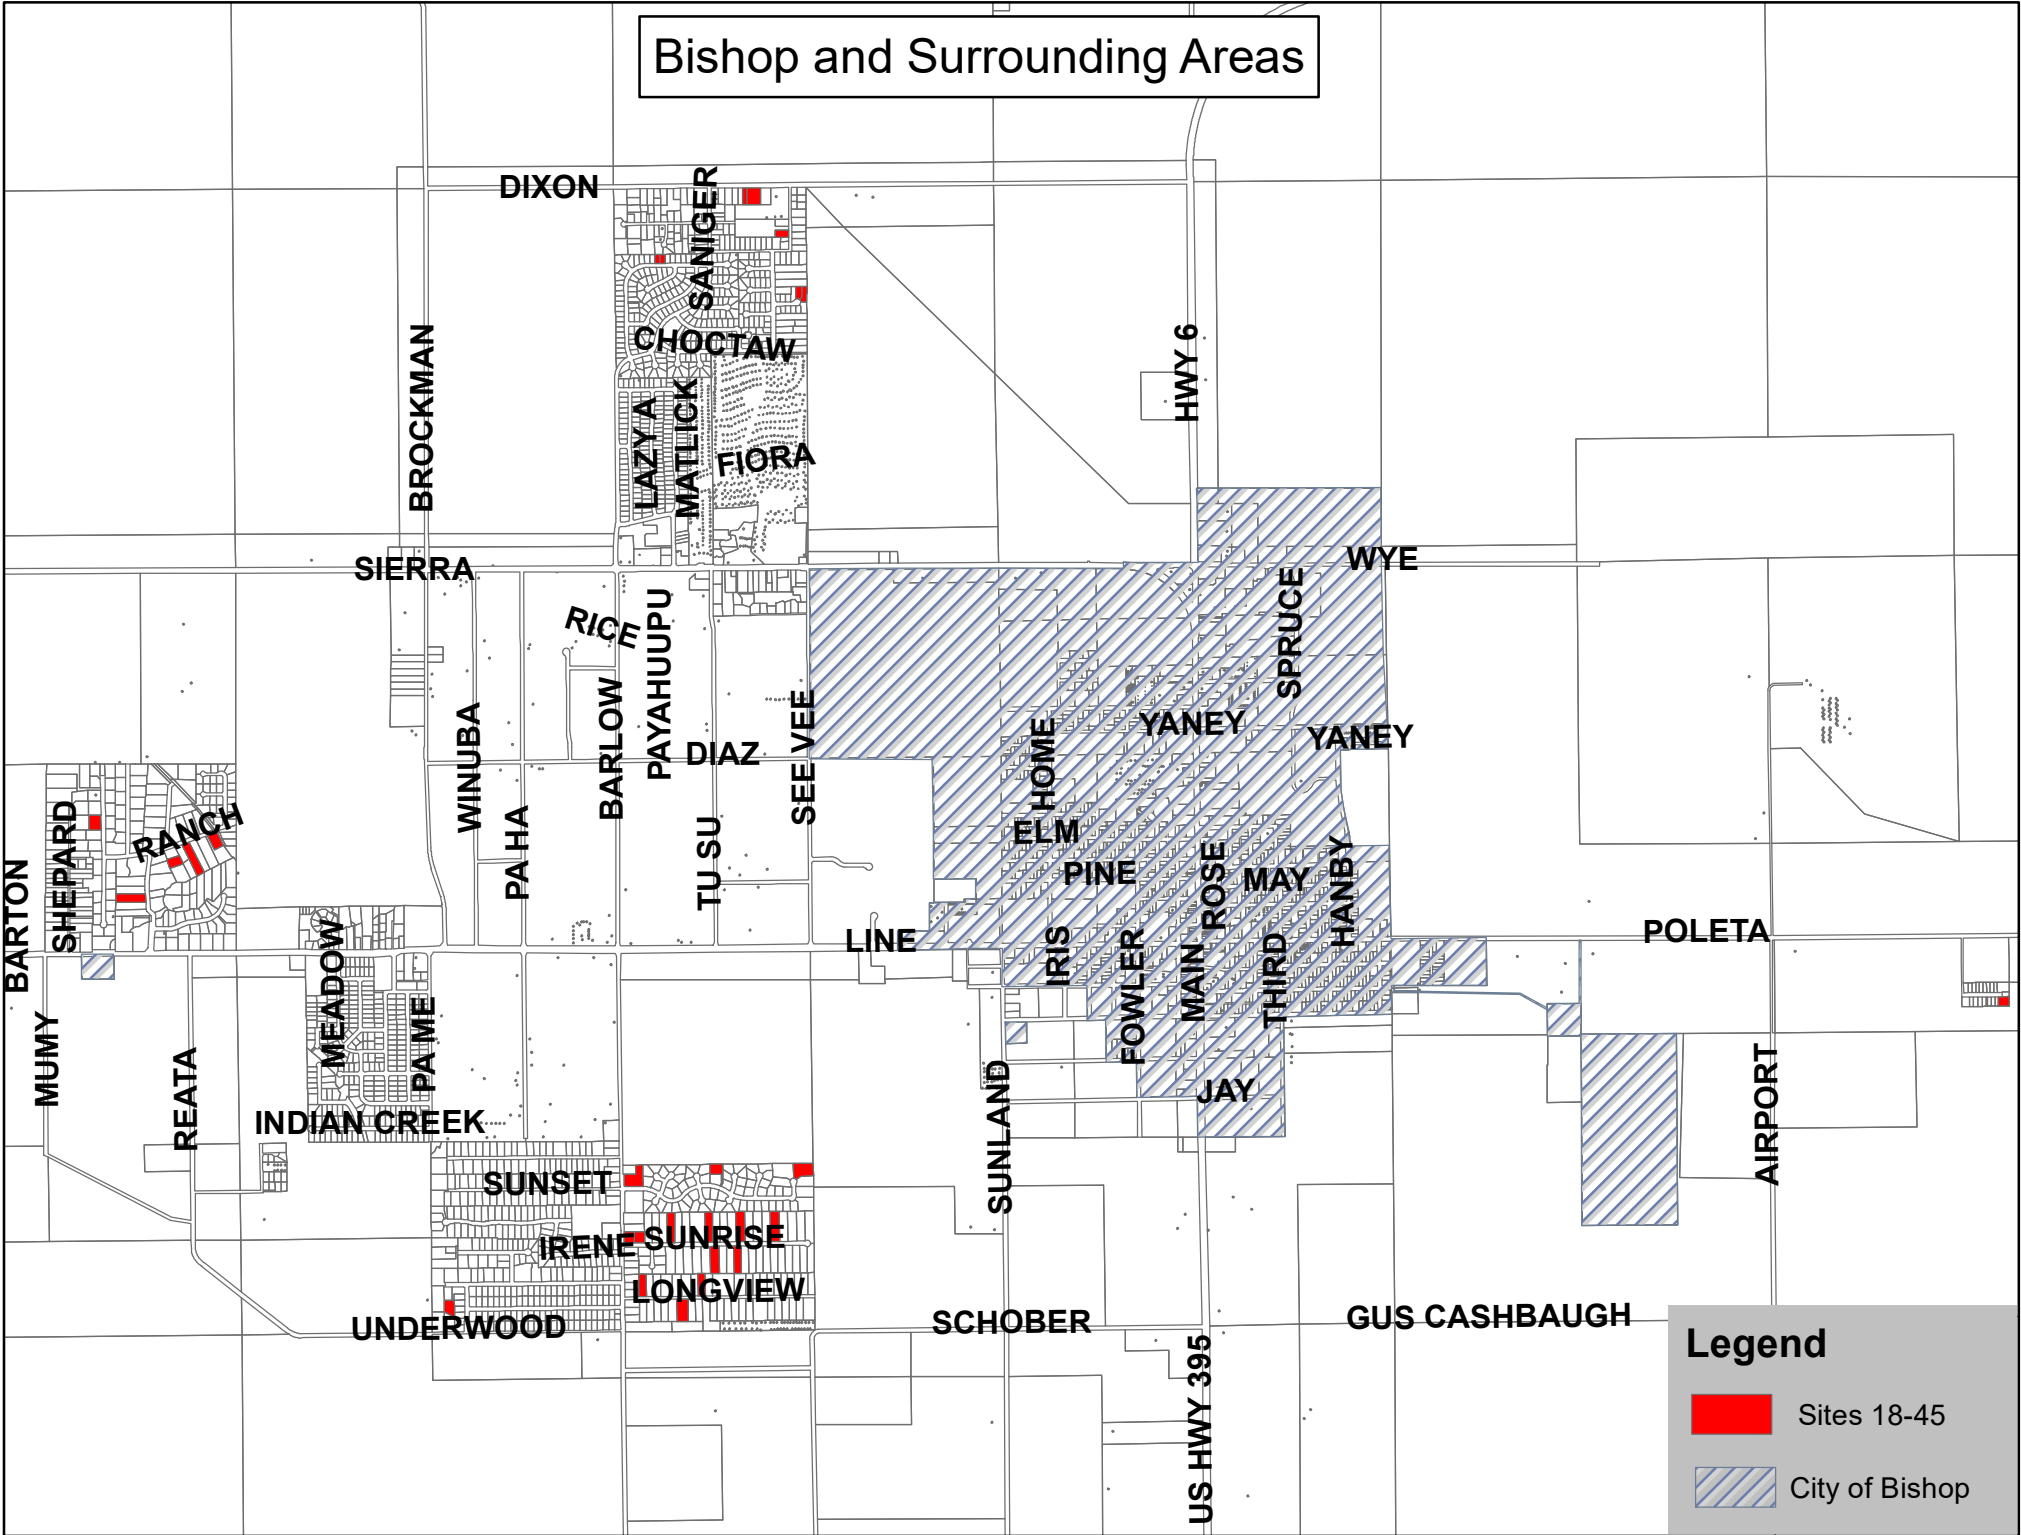 Bishop and Surrounding Areas
DIXON
SANIGER
CHOCTAW
BROCKMAN
HWY 6
LAZY A
MATLICK
FIORA
SIERRA
WYE
RICE
PAYAHUUPU
SPRUCE
WINUBA
BARLOW
DIAZ
SEE VEE
HOME
YANEY
YANEY
SHEPARD
RANCH
PA HA
TU SU
ELM
PINE
ROSE
MAY
HANBY
BARTON
MEADOW
LINE
IRIS
FOWLER
MAIN
THIRD
POLETA
MUMY
REATA
PA ME
INDIAN CREEK
SUNLAND
JAY
AIRPORT
SUNSET
IRENE
SUNRISE
LONGVIEW
UNDERWOOD
SCHOBER
GUS CASHBAUGH
US HWY 395
Legend
Sites 18-45
City of Bishop